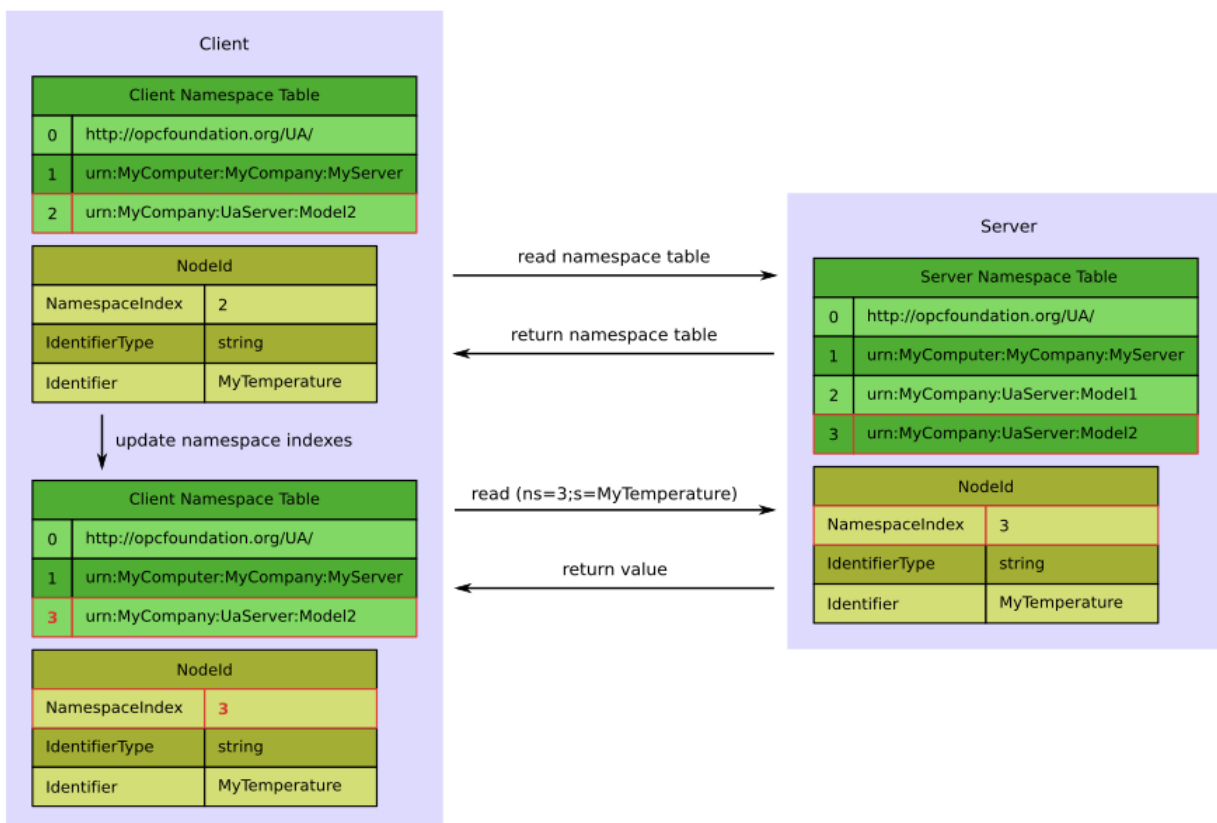 Client
Client Namespace Table
0 http://opcfoundation.org/UA/
1 urn:MyComputer:MyCompany:MyServer
2 urn:MyCompany:UaServer:Model2
NodeId
NamespaceIndex 2
IdentifierType string
Identifier MyTemperature
update namespace indexes
Client Namespace Table
0 http://opcfoundation.org/UA/
1 urn:MyComputer:MyCompany:MyServer
3 urn:MyCompany:UaServer:Model2
NodeId
NamespaceIndex 3
IdentifierType string
Identifier MyTemperature
read namespace table
return namespace table
read (ns=3;s=MyTemperature)
return value
Server
Server Namespace Table
0 http://opcfoundation.org/UA/
1 urn:MyComputer:MyCompany:MyServer
2 urn:MyCompany:UaServer:Model1
3 urn:MyCompany:UaServer:Model2
NodeId
NamespaceIndex 3
IdentifierType string
Identifier MyTemperature